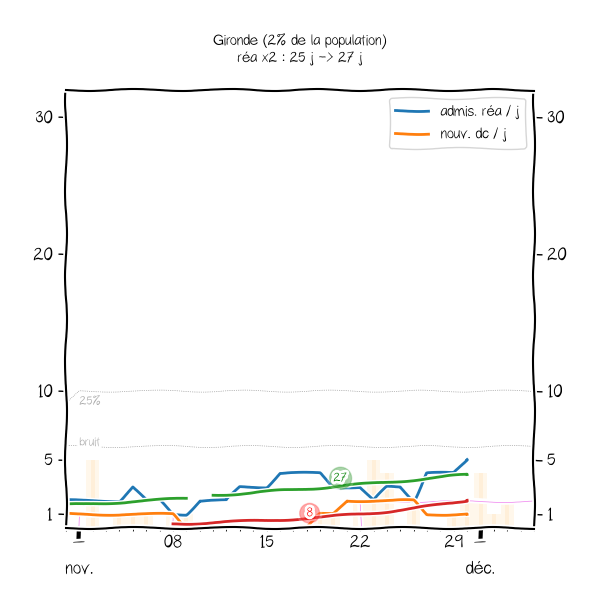 Gironde (2% de la population)
réa x2 : 25 j -> 27 j
admis. réa / j
nouv. dc / j
30
30
20
20
10
10
25%
bruit
5
5
27
8
1
1
08
15
22
29
nov.
déc.